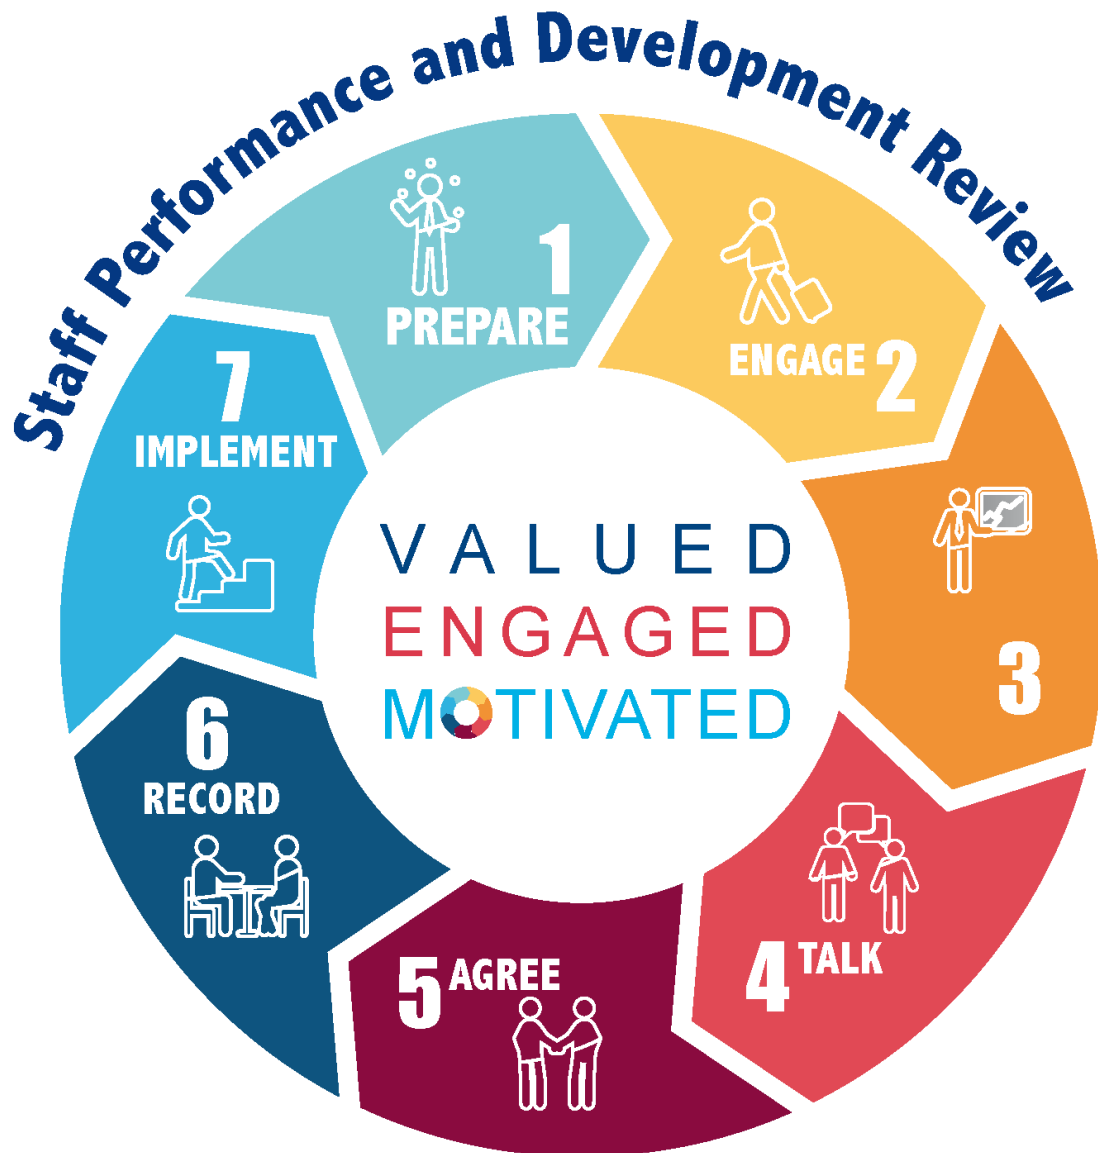 Staff Performance and Development Review
1
PREPARE
ENGAGE 2
3
4 TALK
5 AGREE
6
RECORD
7
IMPLEMENT
VALUED
ENGAGED
MOTIVATED